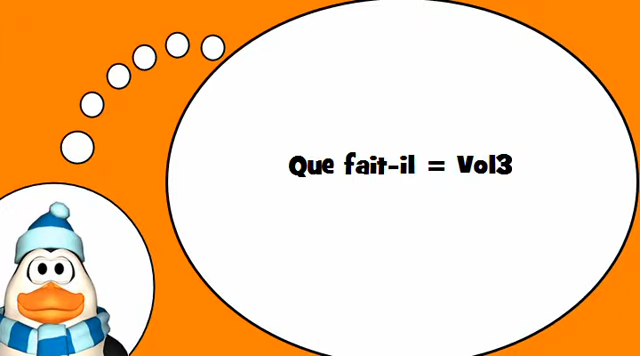 Que fait-il = Vol3